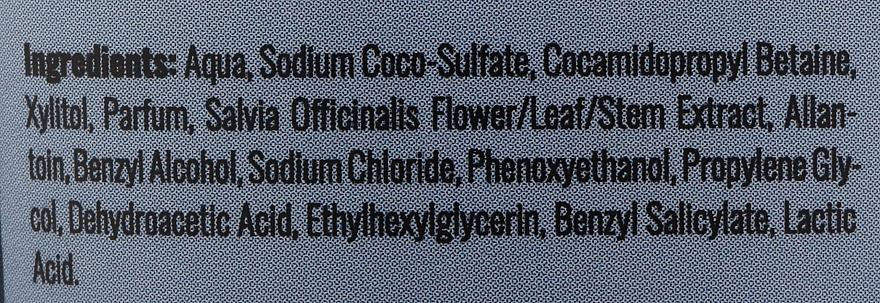 Ingredients: Aqua, Sodium Coco-Sulfate, Cocamidopropyl Betaine,
Xylitol, Parfum, Salvia Officinalis Flower/Leaf/Stem Extract, Allan-
toin, Benzyl Alcohol, Sodium Chloride, Phenoxyethanol, Propylene Gly-
col, Dehydroacetic Acid, Ethylhexylglycerin, Benzyl Salicylate, Lactic
Acid.